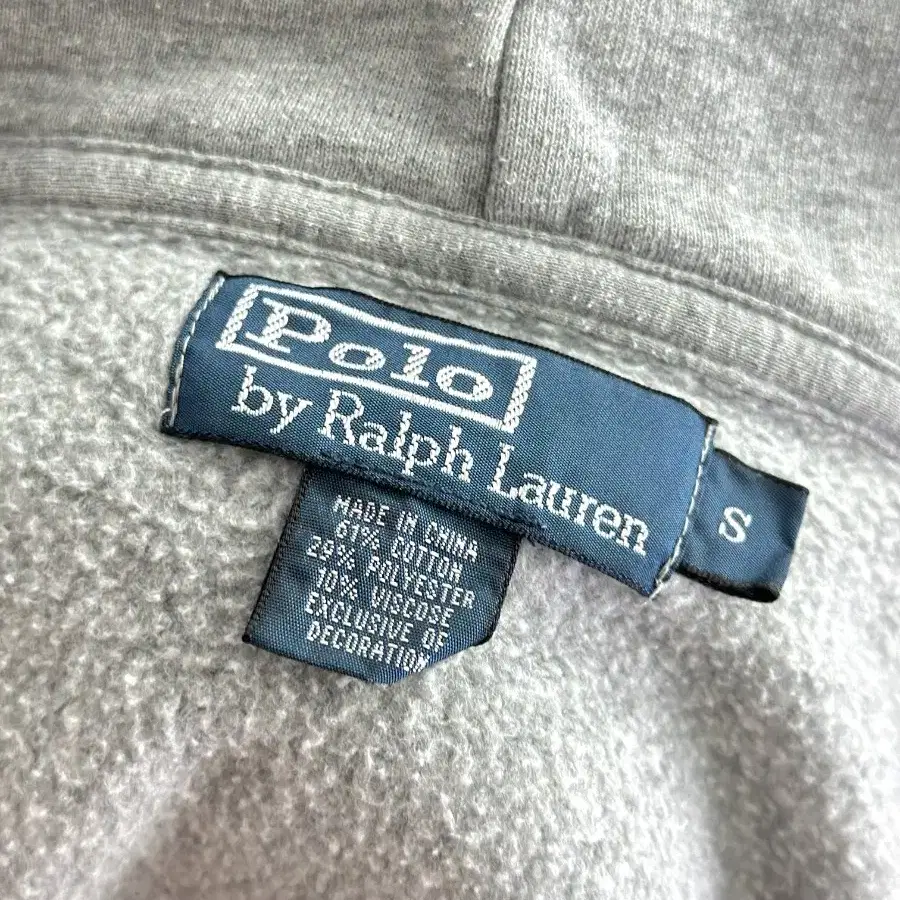 Polo
by Ralph Lauren
S
MADE IN CHINA
61% COTTON
29% POLYESTER
10% VISCOSE
EXCLUSIVE OF
DECORATION